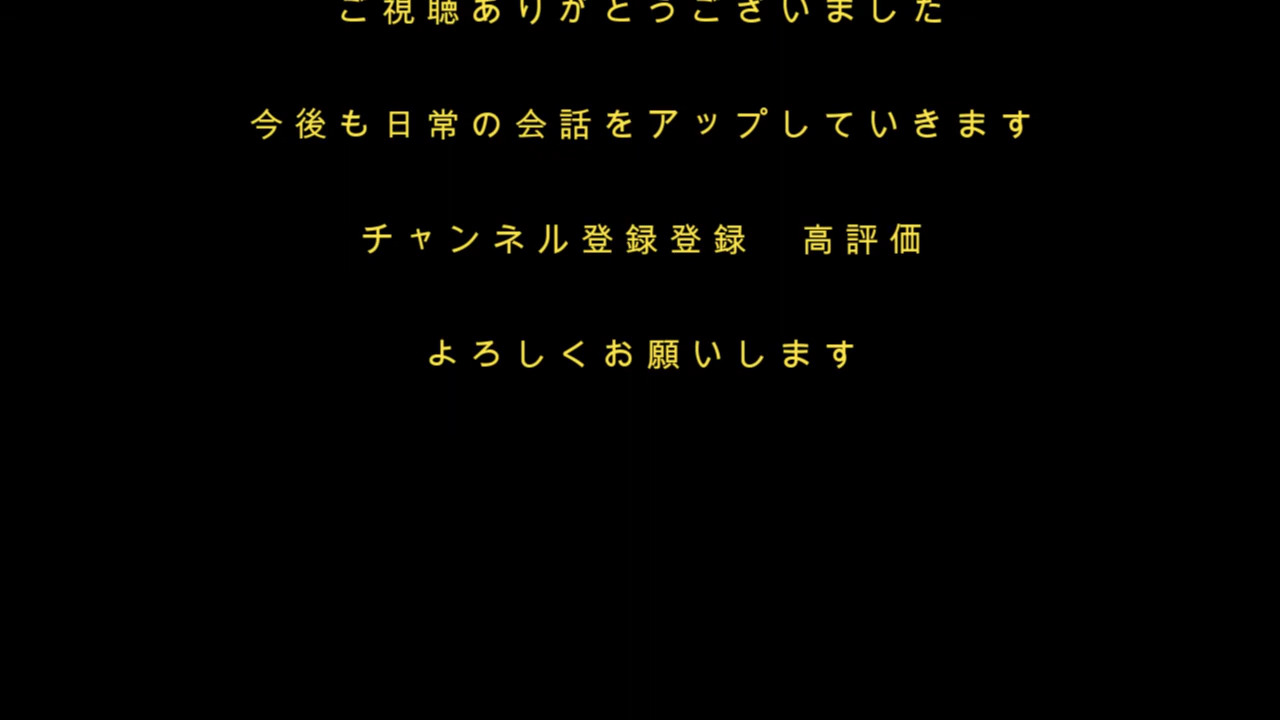 ご視聴ありがとうございました
今後も日常の会話をアップしていきます
チャンネル登録登録　高評価
よろしくお願いします